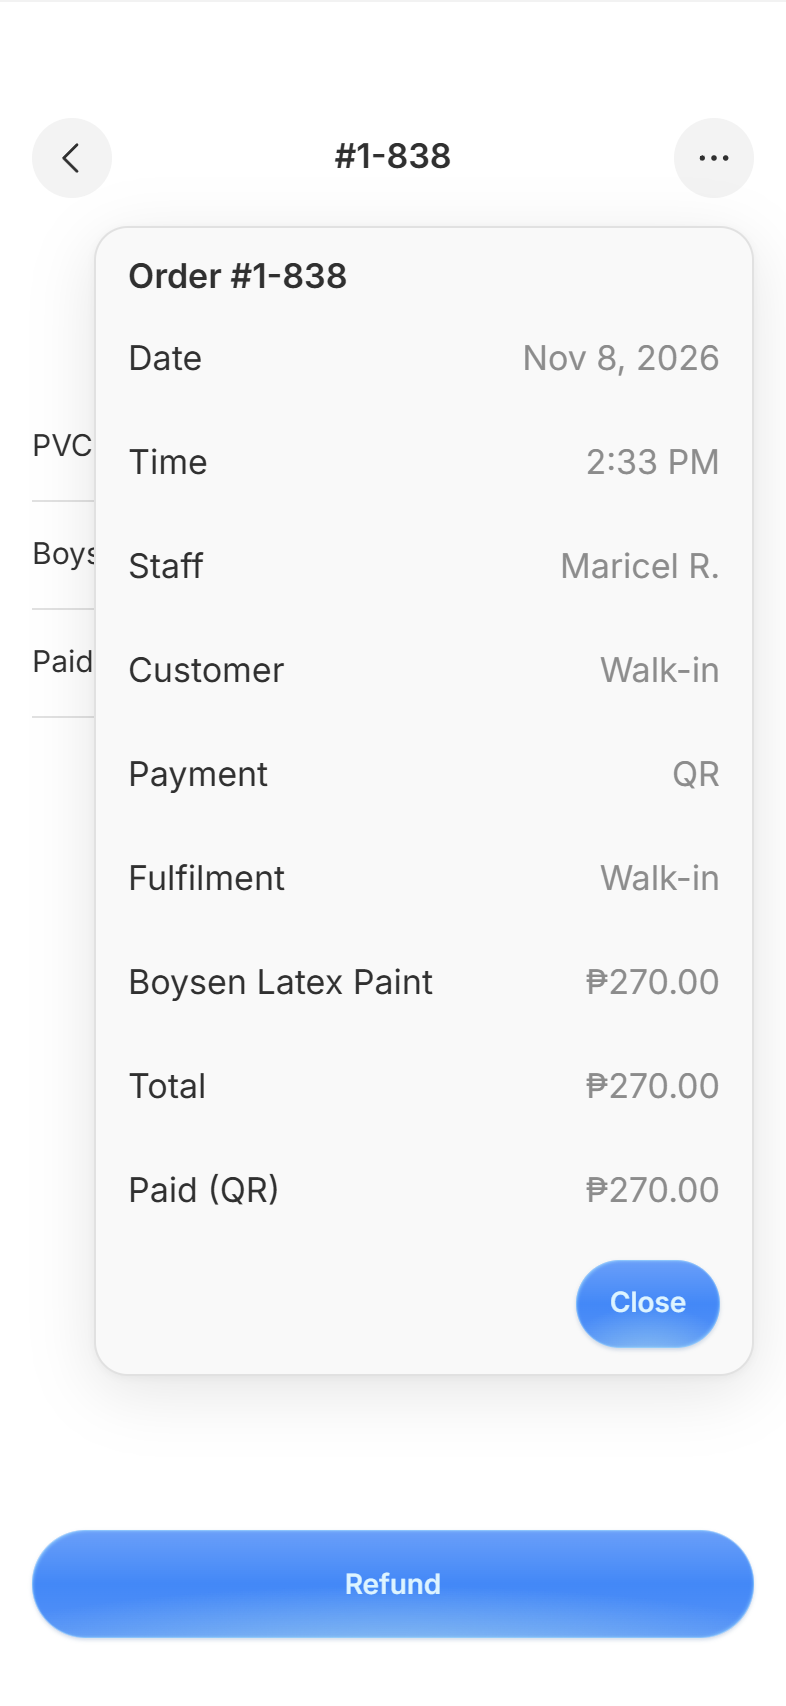 #1-838
Order #1-838
Date Nov 8, 2026
PVC
Time 2:33 PM
Boys
Staff Maricel R.
Paid
Customer Walk-in
Payment QR
Fulfilment Walk-in
Boysen Latex Paint ₱270.00
Total ₱270.00
Paid (QR) ₱270.00
Close
Refund